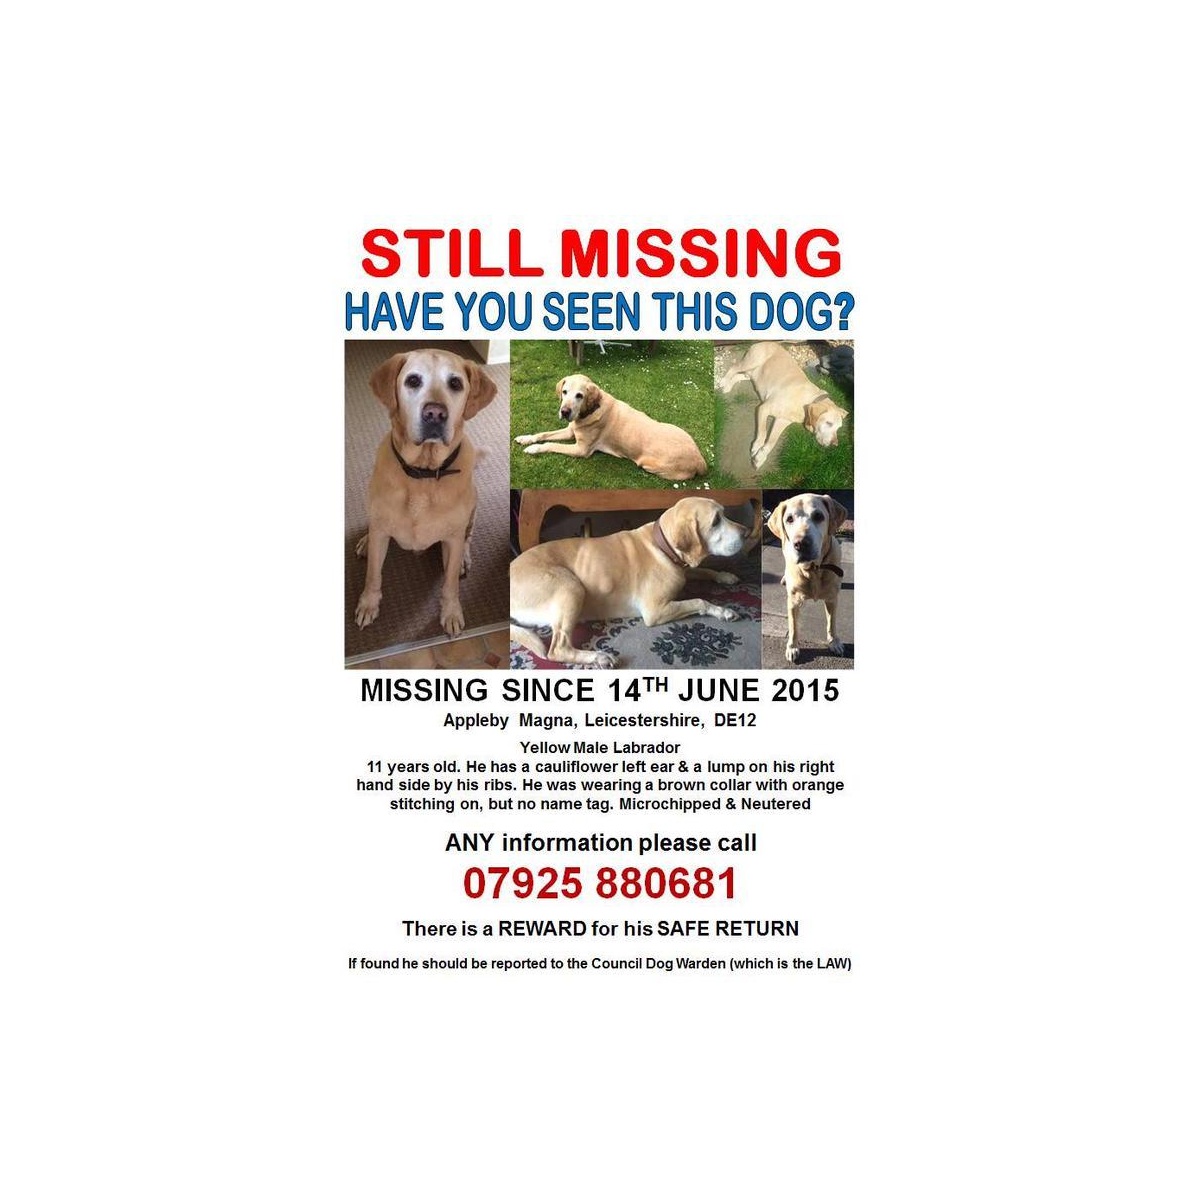 STILL MISSING
HAVE YOU SEEN THIS DOG?
MISSING SINCE 14TH JUNE 2015
Appleby Magna, Leicestershire, DE12
Yellow Male Labrador
11 years old. He has a cauliflower left ear & a lump on his right
hand side by his ribs. He was wearing a brown collar with orange
stitching on, but no name tag. Microchipped & Neutered
ANY information please call
07925 880681
There is a REWARD for his SAFE RETURN
If found he should be reported to the Council Dog Warden (which is the LAW)